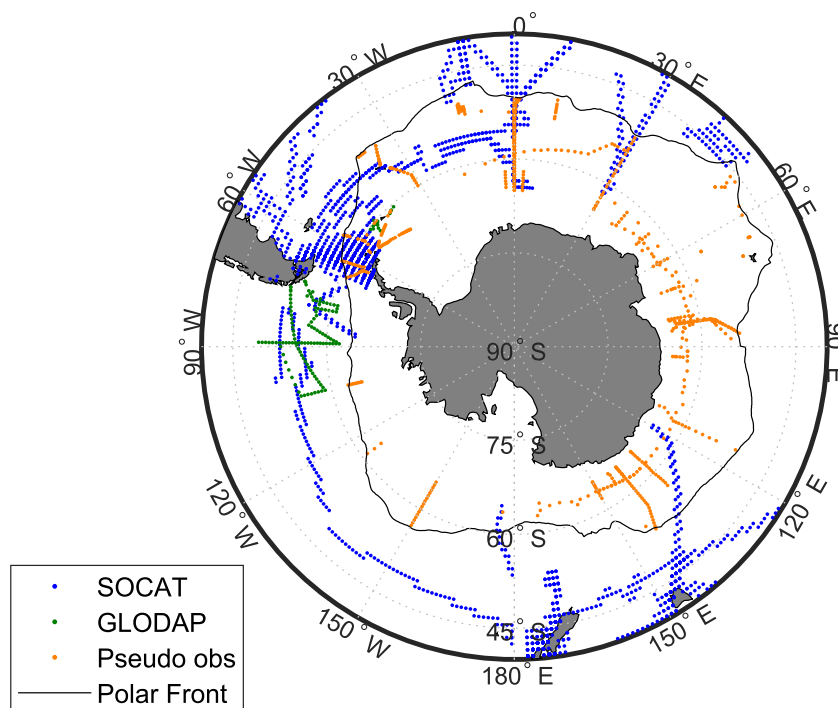 0°
30° W
30° E
60° W
60° E
90° W
90° S
90° E
75° S
120° W
120° E
60° S
150° W
45° S
150° E
180° E
SOCAT
GLODAP
Pseudo obs
Polar Front